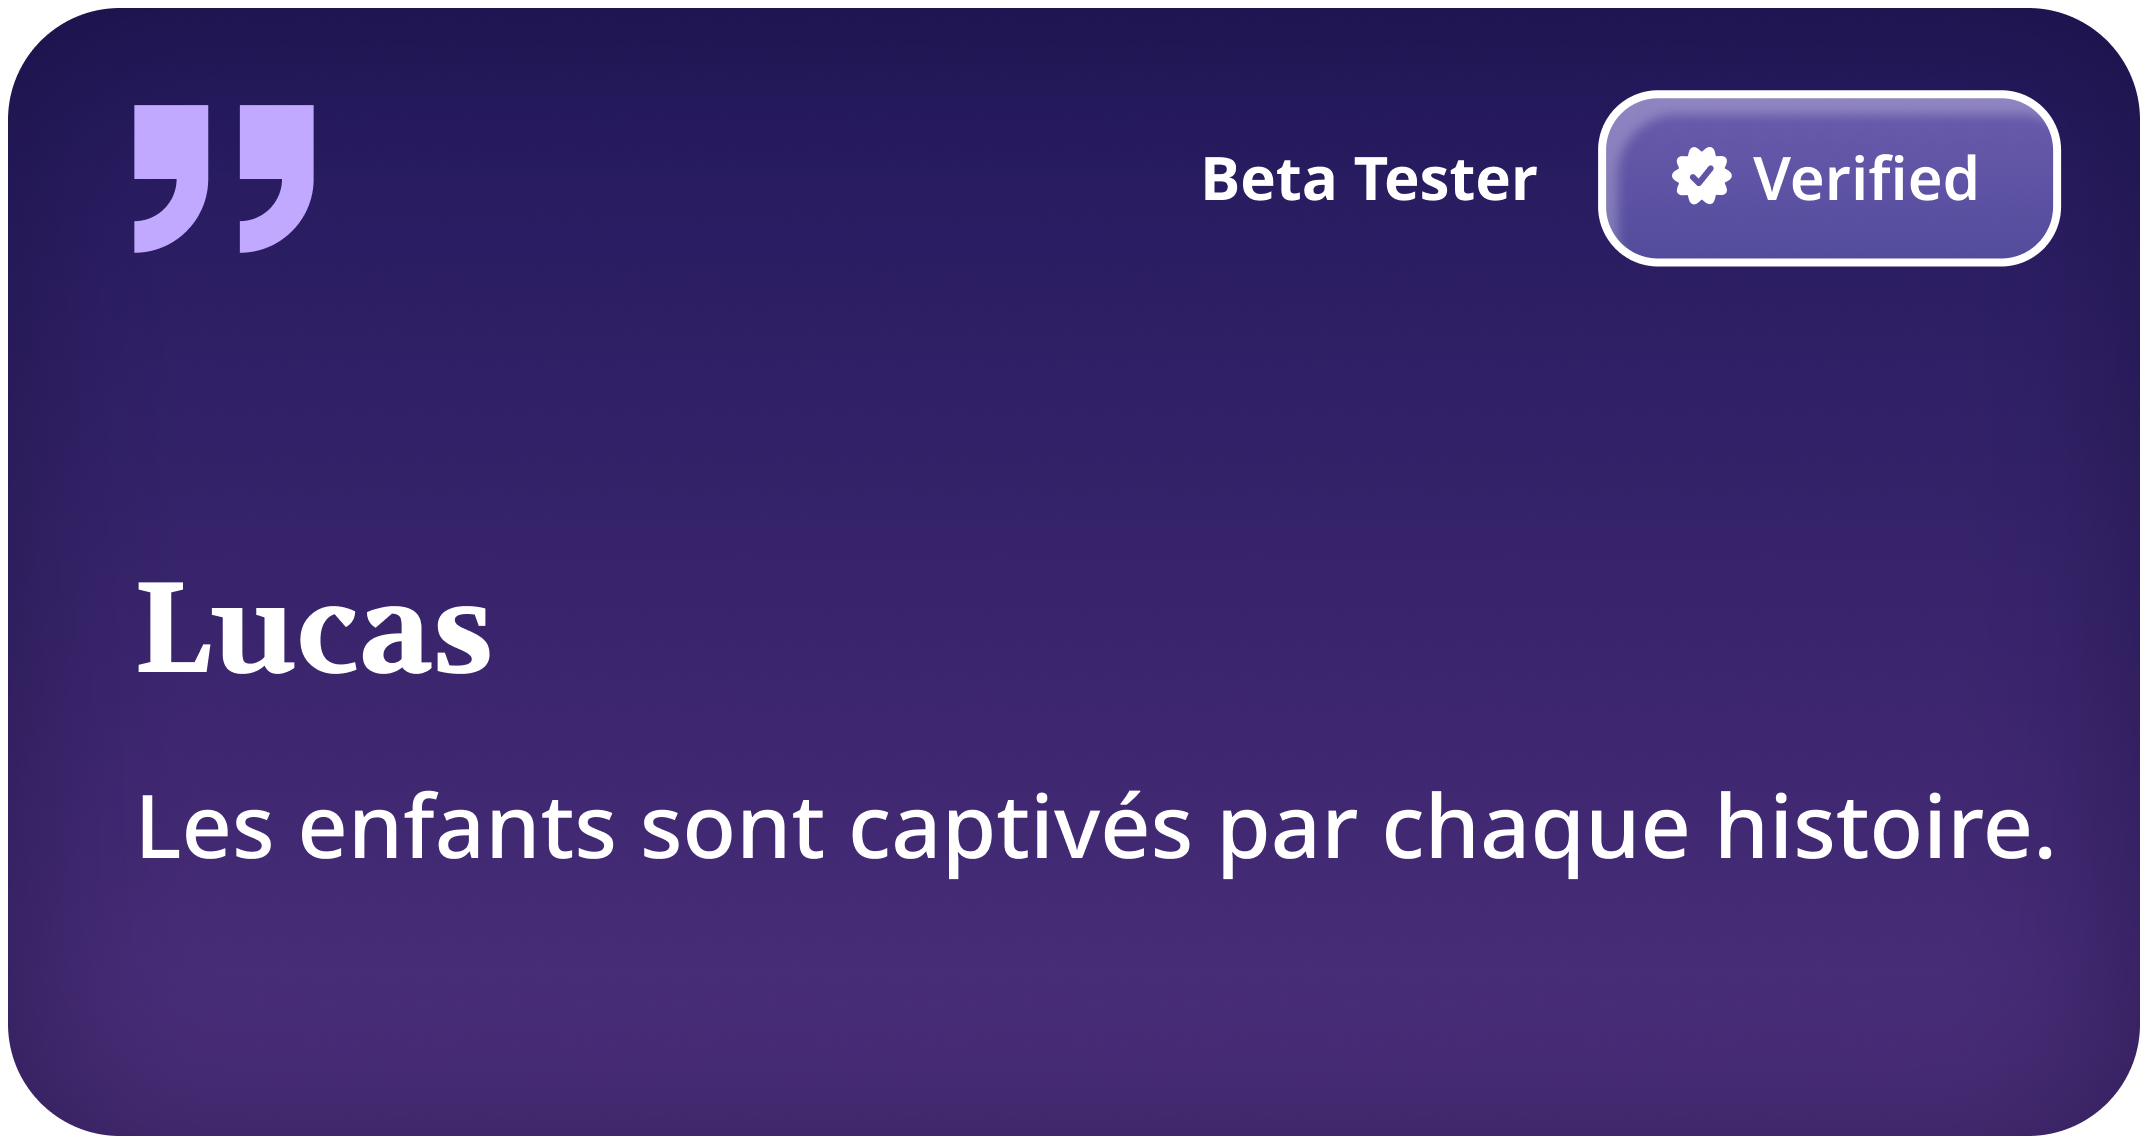 Beta Tester
Verified
Lucas
Les enfants sont captivés par chaque histoire.